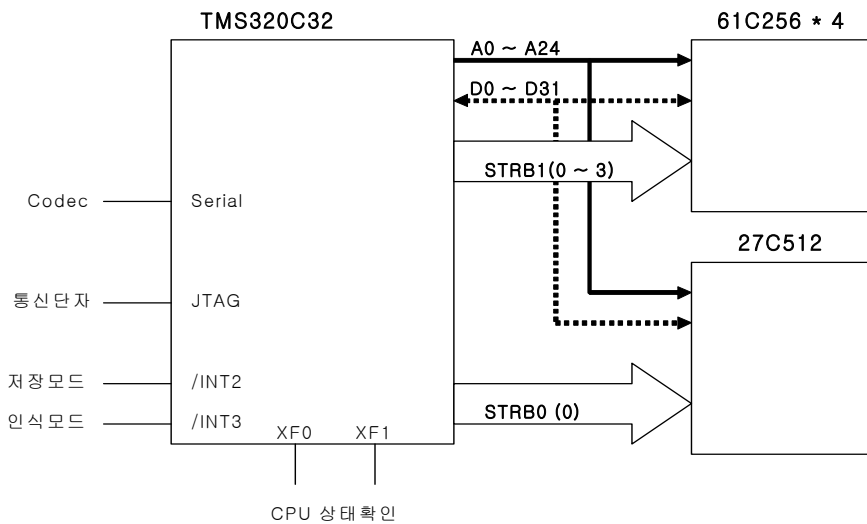 TMS320C32
61C256 * 4
A0 ~ A24
D0 ~ D31
STRB1(0 ~ 3)
Codec
Serial
27C512
통신단자
JTAG
저장모드
/INT2
인식모드
/INT3
STRB0 (0)
XF0
XF1
CPU 상태확인